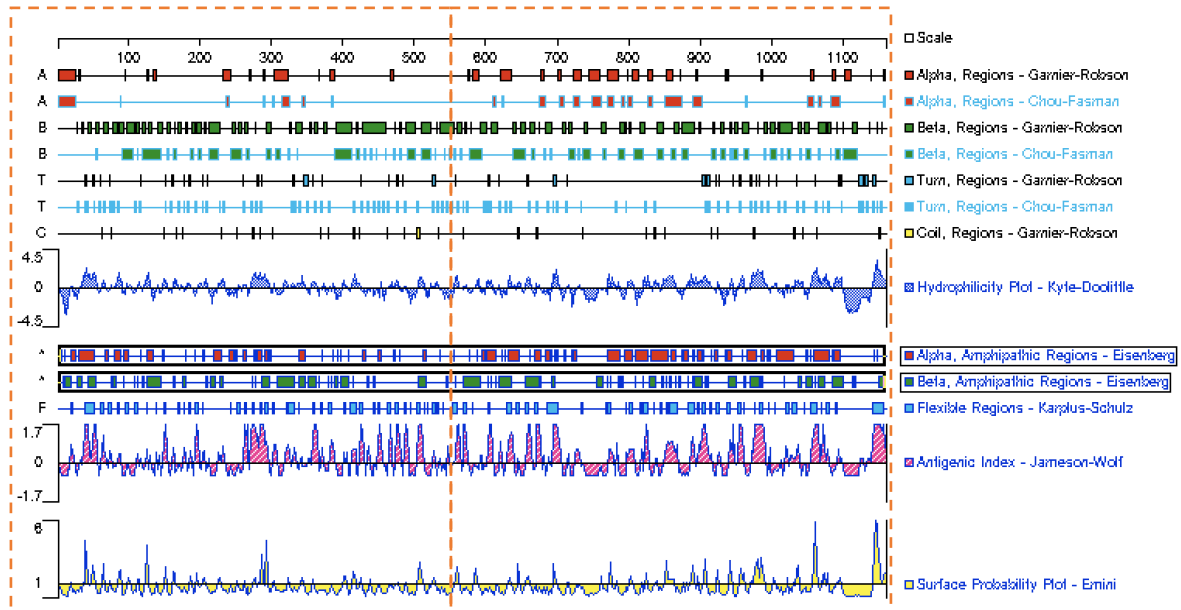 Scale
100 200 300 400 500 600 700 800 900 1000 1100
A Alpha, Regions - Garnier-Robson
A Alpha, Regions - Chou-Fasman
B Beta, Regions - Garnier-Robson
B Beta, Regions - Chou-Fasman
T Turn, Regions - Garnier-Robson
T Turn, Regions - Chou-Fasman
C Coil, Regions - Garnier-Robson
4.5
0 Hydrophilicity Plot - Kyte-Doolittle
-4.5
Alpha, Amphipathic Regions - Eisenberg
Beta, Amphipathic Regions - Eisenberg
F Flexible Regions - Karplus-Schulz
1.7
0 Antigenic Index - Jameson-Wolf
-1.7
6
1 Surface Probability Plot - Emini